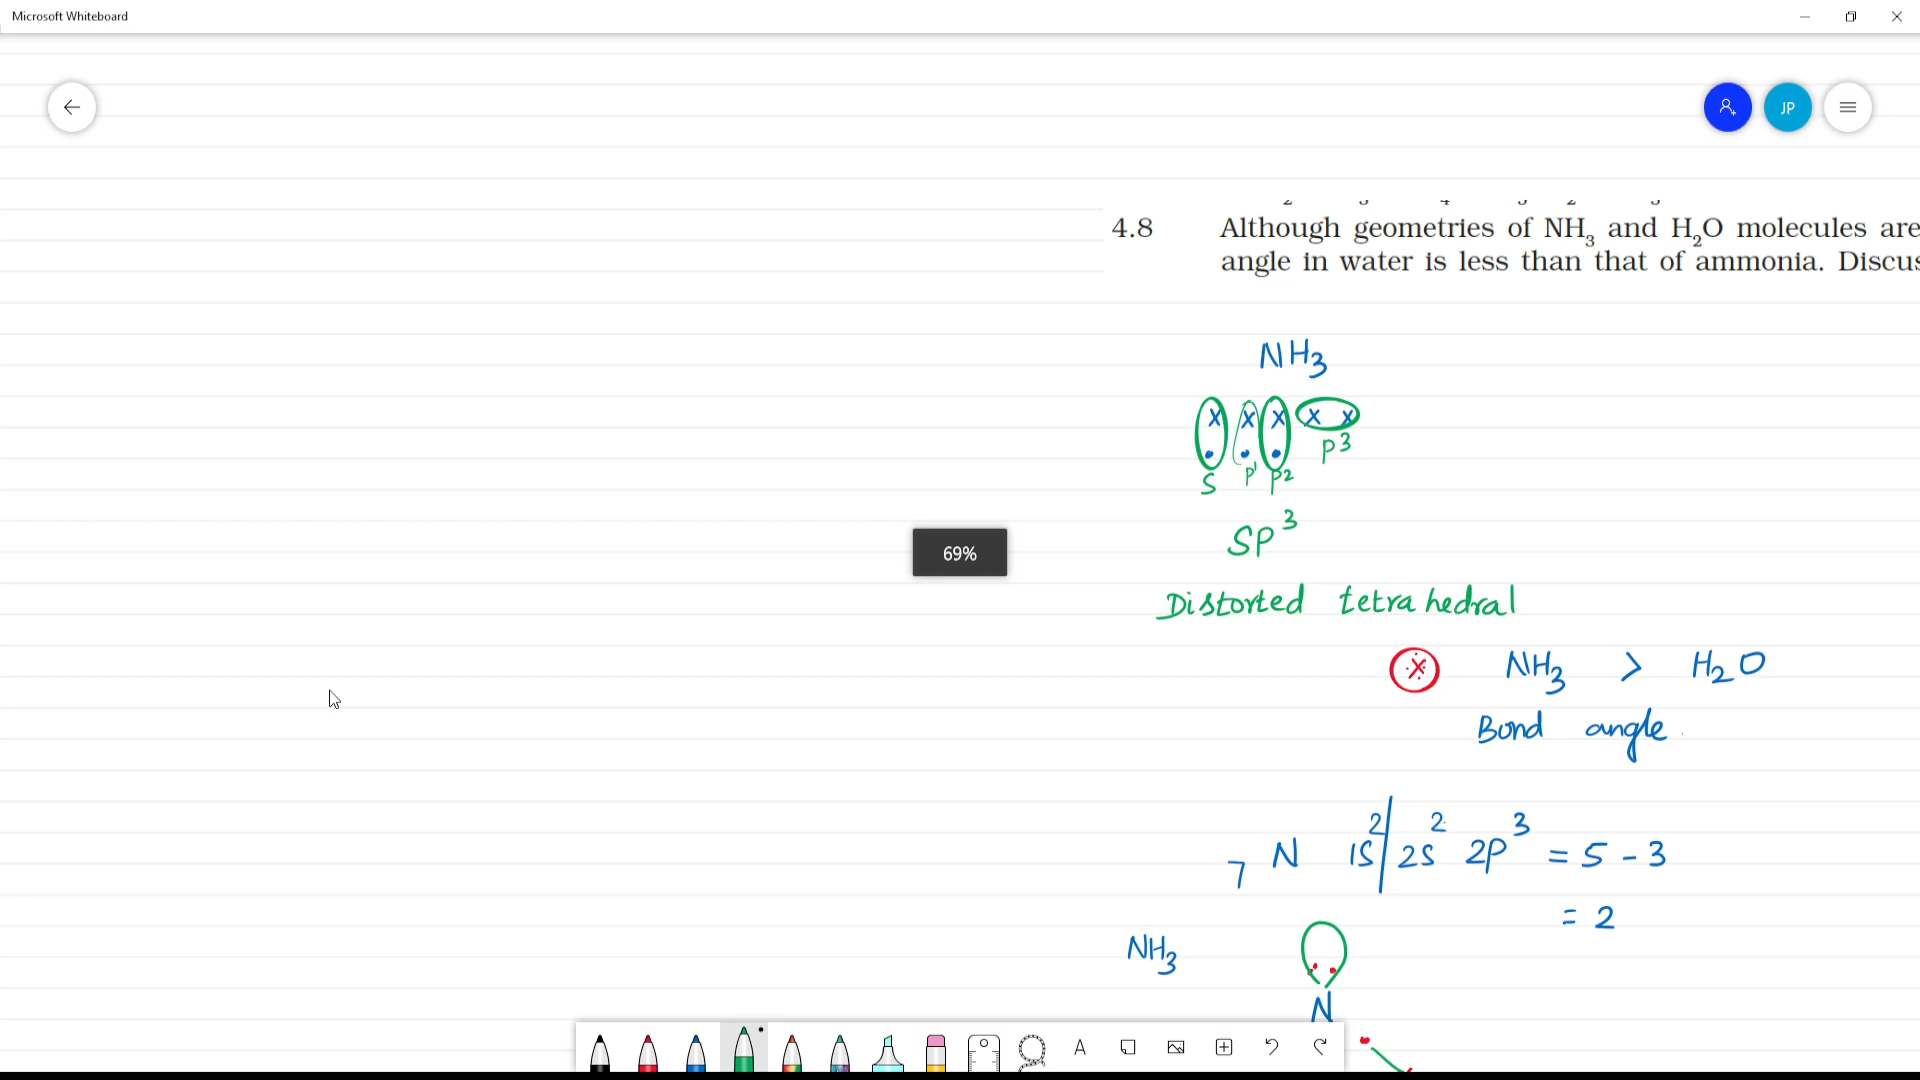 Microsoft Whiteboard
JP
4.8 Although geometries of NH3 and H2O molecules are
angle in water is less than that of ammonia. Discus
NH3
x x x x x
p3
S p1 p2
SP3
Distorted tetrahedral
69%
NH3 > H2O
Bond angle.
7 N 1S2 2S2 2P3 = 5 - 3
= 2
NH3
N
A